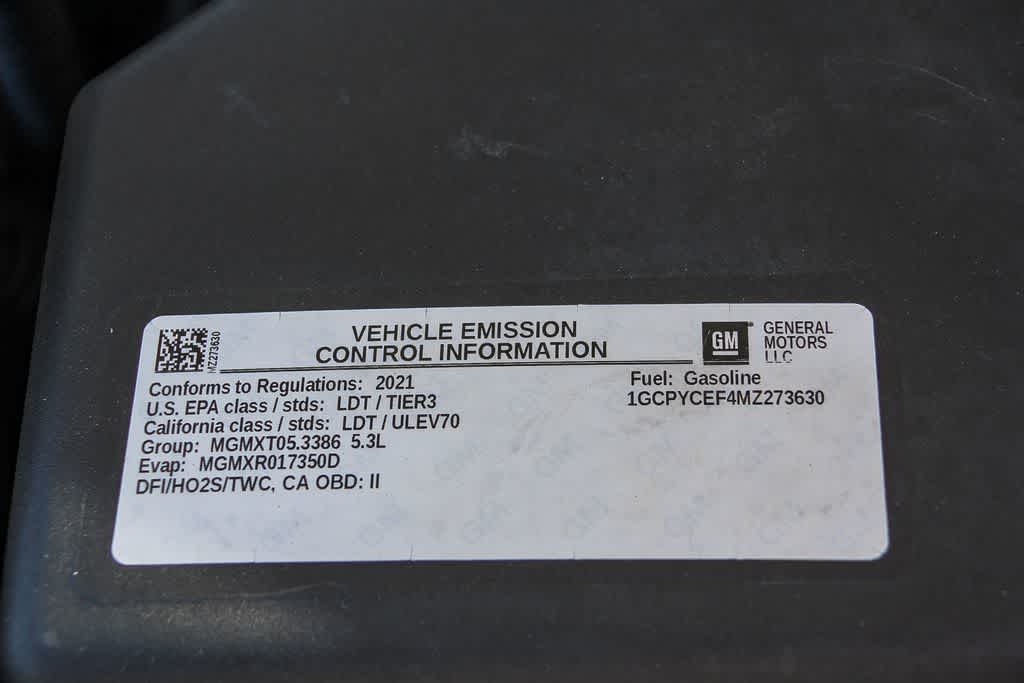 MZ273630
VEHICLE EMISSION
CONTROL INFORMATION
GM
GENERAL
MOTORS
LLC
Conforms to Regulations: 2021
U.S. EPA class / stds: LDT / TIER3
California class / stds: LDT / ULEV70
Group: MGMXT05.3386 5.3L
Evap: MGMXR017350D
DFI/HO2S/TWC, CA OBD: II
Fuel: Gasoline
1GCPYCEF4MZ273630